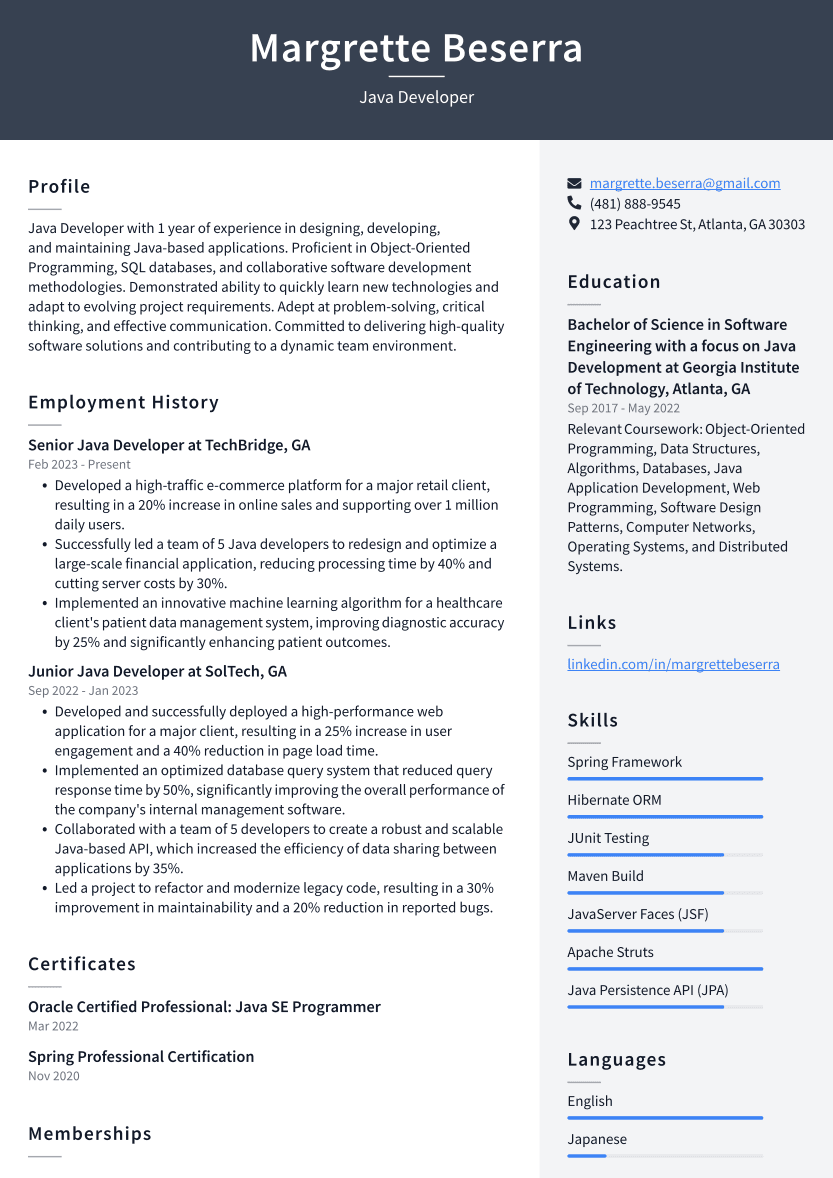 Margrette Beserra
Java Developer
Profile
Java Developer with 1 year of experience in designing, developing,
and maintaining Java-based applications. Proficient in Object-Oriented
Programming, SQL databases, and collaborative software development
methodologies. Demonstrated ability to quickly learn new technologies and
adapt to evolving project requirements. Adept at problem-solving, critical
thinking, and effective communication. Committed to delivering high-quality
software solutions and contributing to a dynamic team environment.
Employment History
Senior Java Developer at TechBridge, GA
Feb 2023 - Present
• Developed a high-traffic e-commerce platform for a major retail client,
resulting in a 20% increase in online sales and supporting over 1 million
daily users.
• Successfully led a team of 5 Java developers to redesign and optimize a
large-scale financial application, reducing processing time by 40% and
cutting server costs by 30%.
• Implemented an innovative machine learning algorithm for a healthcare
client's patient data management system, improving diagnostic accuracy
by 25% and significantly enhancing patient outcomes.
Junior Java Developer at SolTech, GA
Sep 2022 - Jan 2023
• Developed and successfully deployed a high-performance web
application for a major client, resulting in a 25% increase in user
engagement and a 40% reduction in page load time.
• Implemented an optimized database query system that reduced query
response time by 50%, significantly improving the overall performance of
the company's internal management software.
• Collaborated with a team of 5 developers to create a robust and scalable
Java-based API, which increased the efficiency of data sharing between
applications by 35%.
• Led a project to refactor and modernize legacy code, resulting in a 30%
improvement in maintainability and a 20% reduction in reported bugs.
Certificates
Oracle Certified Professional: Java SE Programmer
Mar 2022
Spring Professional Certification
Nov 2020
Memberships
margrette.beserra@gmail.com
(481) 888-9545
123 Peachtree St, Atlanta, GA 30303
Education
Bachelor of Science in Software
Engineering with a focus on Java
Development at Georgia Institute
of Technology, Atlanta, GA
Sep 2017 - May 2022
Relevant Coursework: Object-Oriented
Programming, Data Structures,
Algorithms, Databases, Java
Application Development, Web
Programming, Software Design
Patterns, Computer Networks,
Operating Systems, and Distributed
Systems.
Links
linkedin.com/in/margrettebeserra
Skills
Spring Framework
Hibernate ORM
JUnit Testing
Maven Build
JavaServer Faces (JSF)
Apache Struts
Java Persistence API (JPA)
Languages
English
Japanese